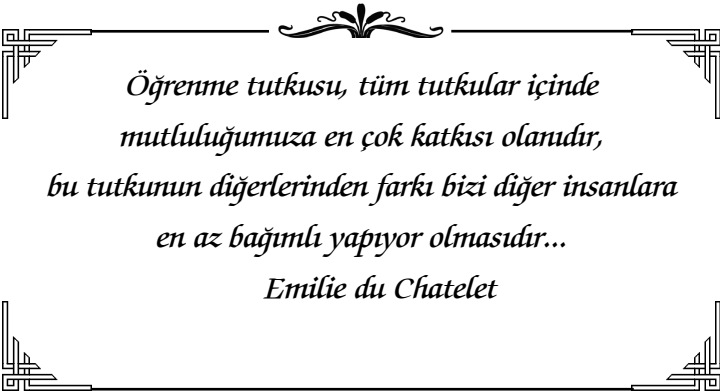 Öğrenme tutkusu, tüm tutkular içinde
mutluluğumuza en çok katkısı olanıdır,
bu tutkunun diğerlerinden farkı bizi diğer insanlara
en az bağımlı yapıyor olmasıdır...
Emilie du Chatelet